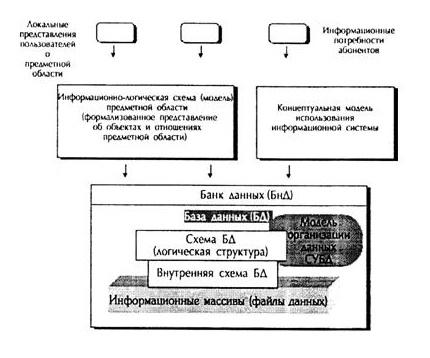 Локальные
представления
пользователей
о
предметной
области
Информационные
потребности
абонентов
Информационно-логическая схема (модель)
предметной области
(формализованное представление
об объектах и отношениях
предметной области)
Концептуальная модель
использования
информационной системы
Банк данных (БнД)
База данных (БД)
Модель
организации
данных
СУБД
Схема БД
(логическая структура)
Внутренняя схема БД
Информационные массивы (файлы данных)